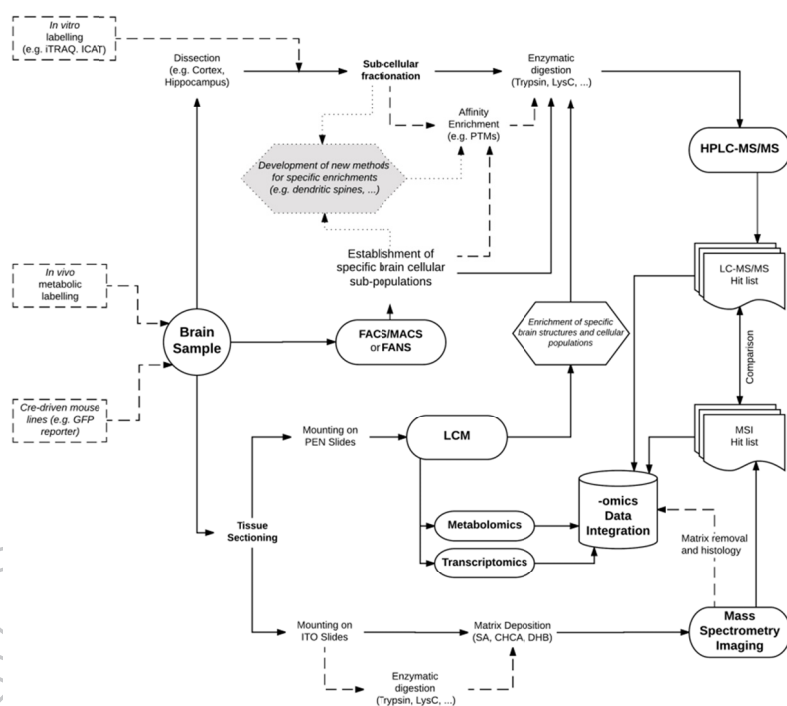 In vitro
labelling
(e.g. iTRAQ. ICAT)
Dissection
(e.g. Cortex,
Hippocampus)
Sub-cellular
fractionation
Enzymatic
digestion
(Trypsin, LysC, ...)
Affinity
Enrichment
(e.g. PTMs)
HPLC-MS/MS
Development of new methods
for specific enrichments
(e.g. dendritic spines, ...)
Establishment of
specific brain cellular
sub-populations
LC-MS/MS
Hit list
In vivo
metabolic
labelling
Brain
Sample
FACS/MACS
or FANS
Enrichment of specific
brain structures and cellular
populations
Comparison
Cre-driven mouse
lines (e.g. GFP
reporter)
Mounting on
PEN Slides
LCM
MSI
Hit list
-omics
Data
Integration
Tissue
Sectioning
Metabolomics
Transcriptomics
Matrix removal
and histology
Mounting on
ITO Slides
Matrix Deposition
(SA, CHCA, DHB)
Mass
Spectrometry
Imaging
Enzymatic
digestion
(Trypsin, LysC, ...)